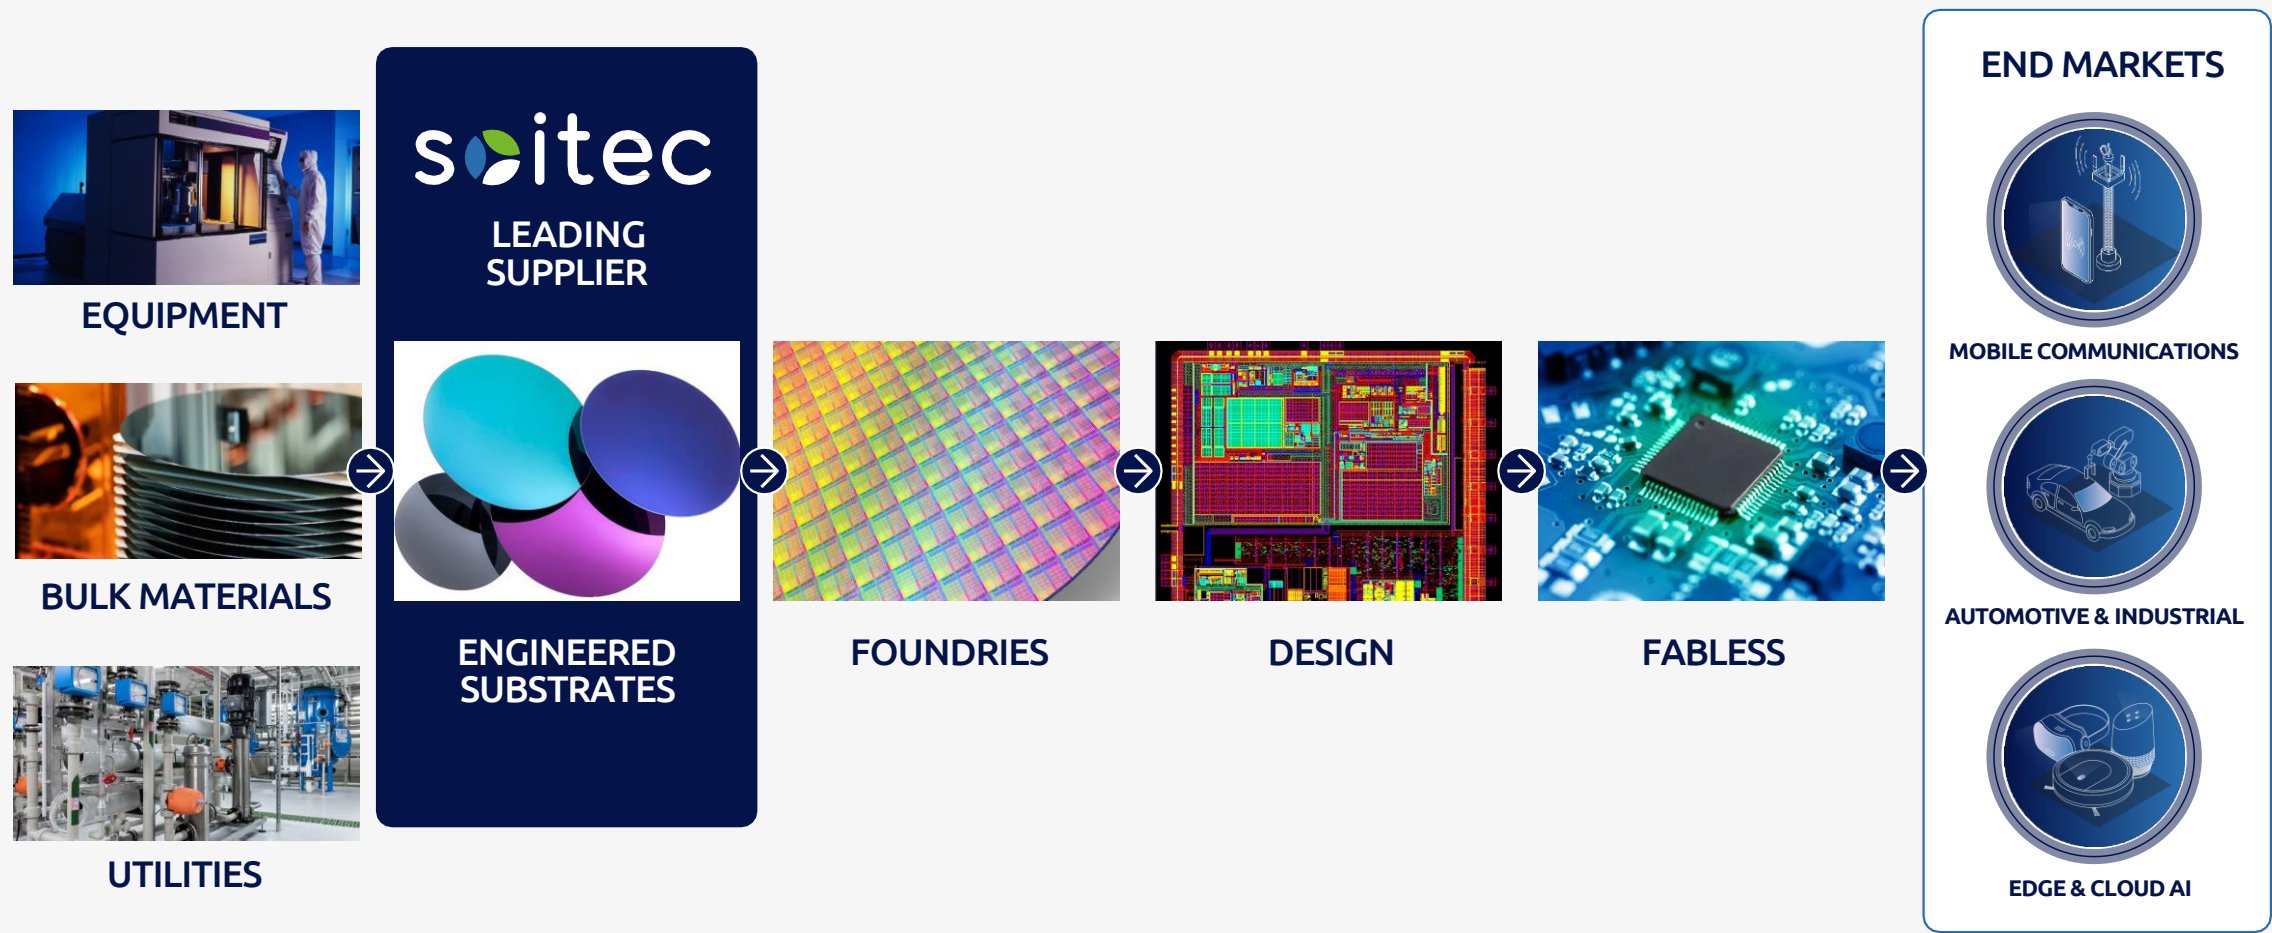 EQUIPMENT
BULK MATERIALS
UTILITIES
soitec
LEADING
SUPPLIER
ENGINEERED
SUBSTRATES
FOUNDRIES
DESIGN
FABLESS
END MARKETS
MOBILE COMMUNICATIONS
AUTOMOTIVE & INDUSTRIAL
EDGE & CLOUD AI